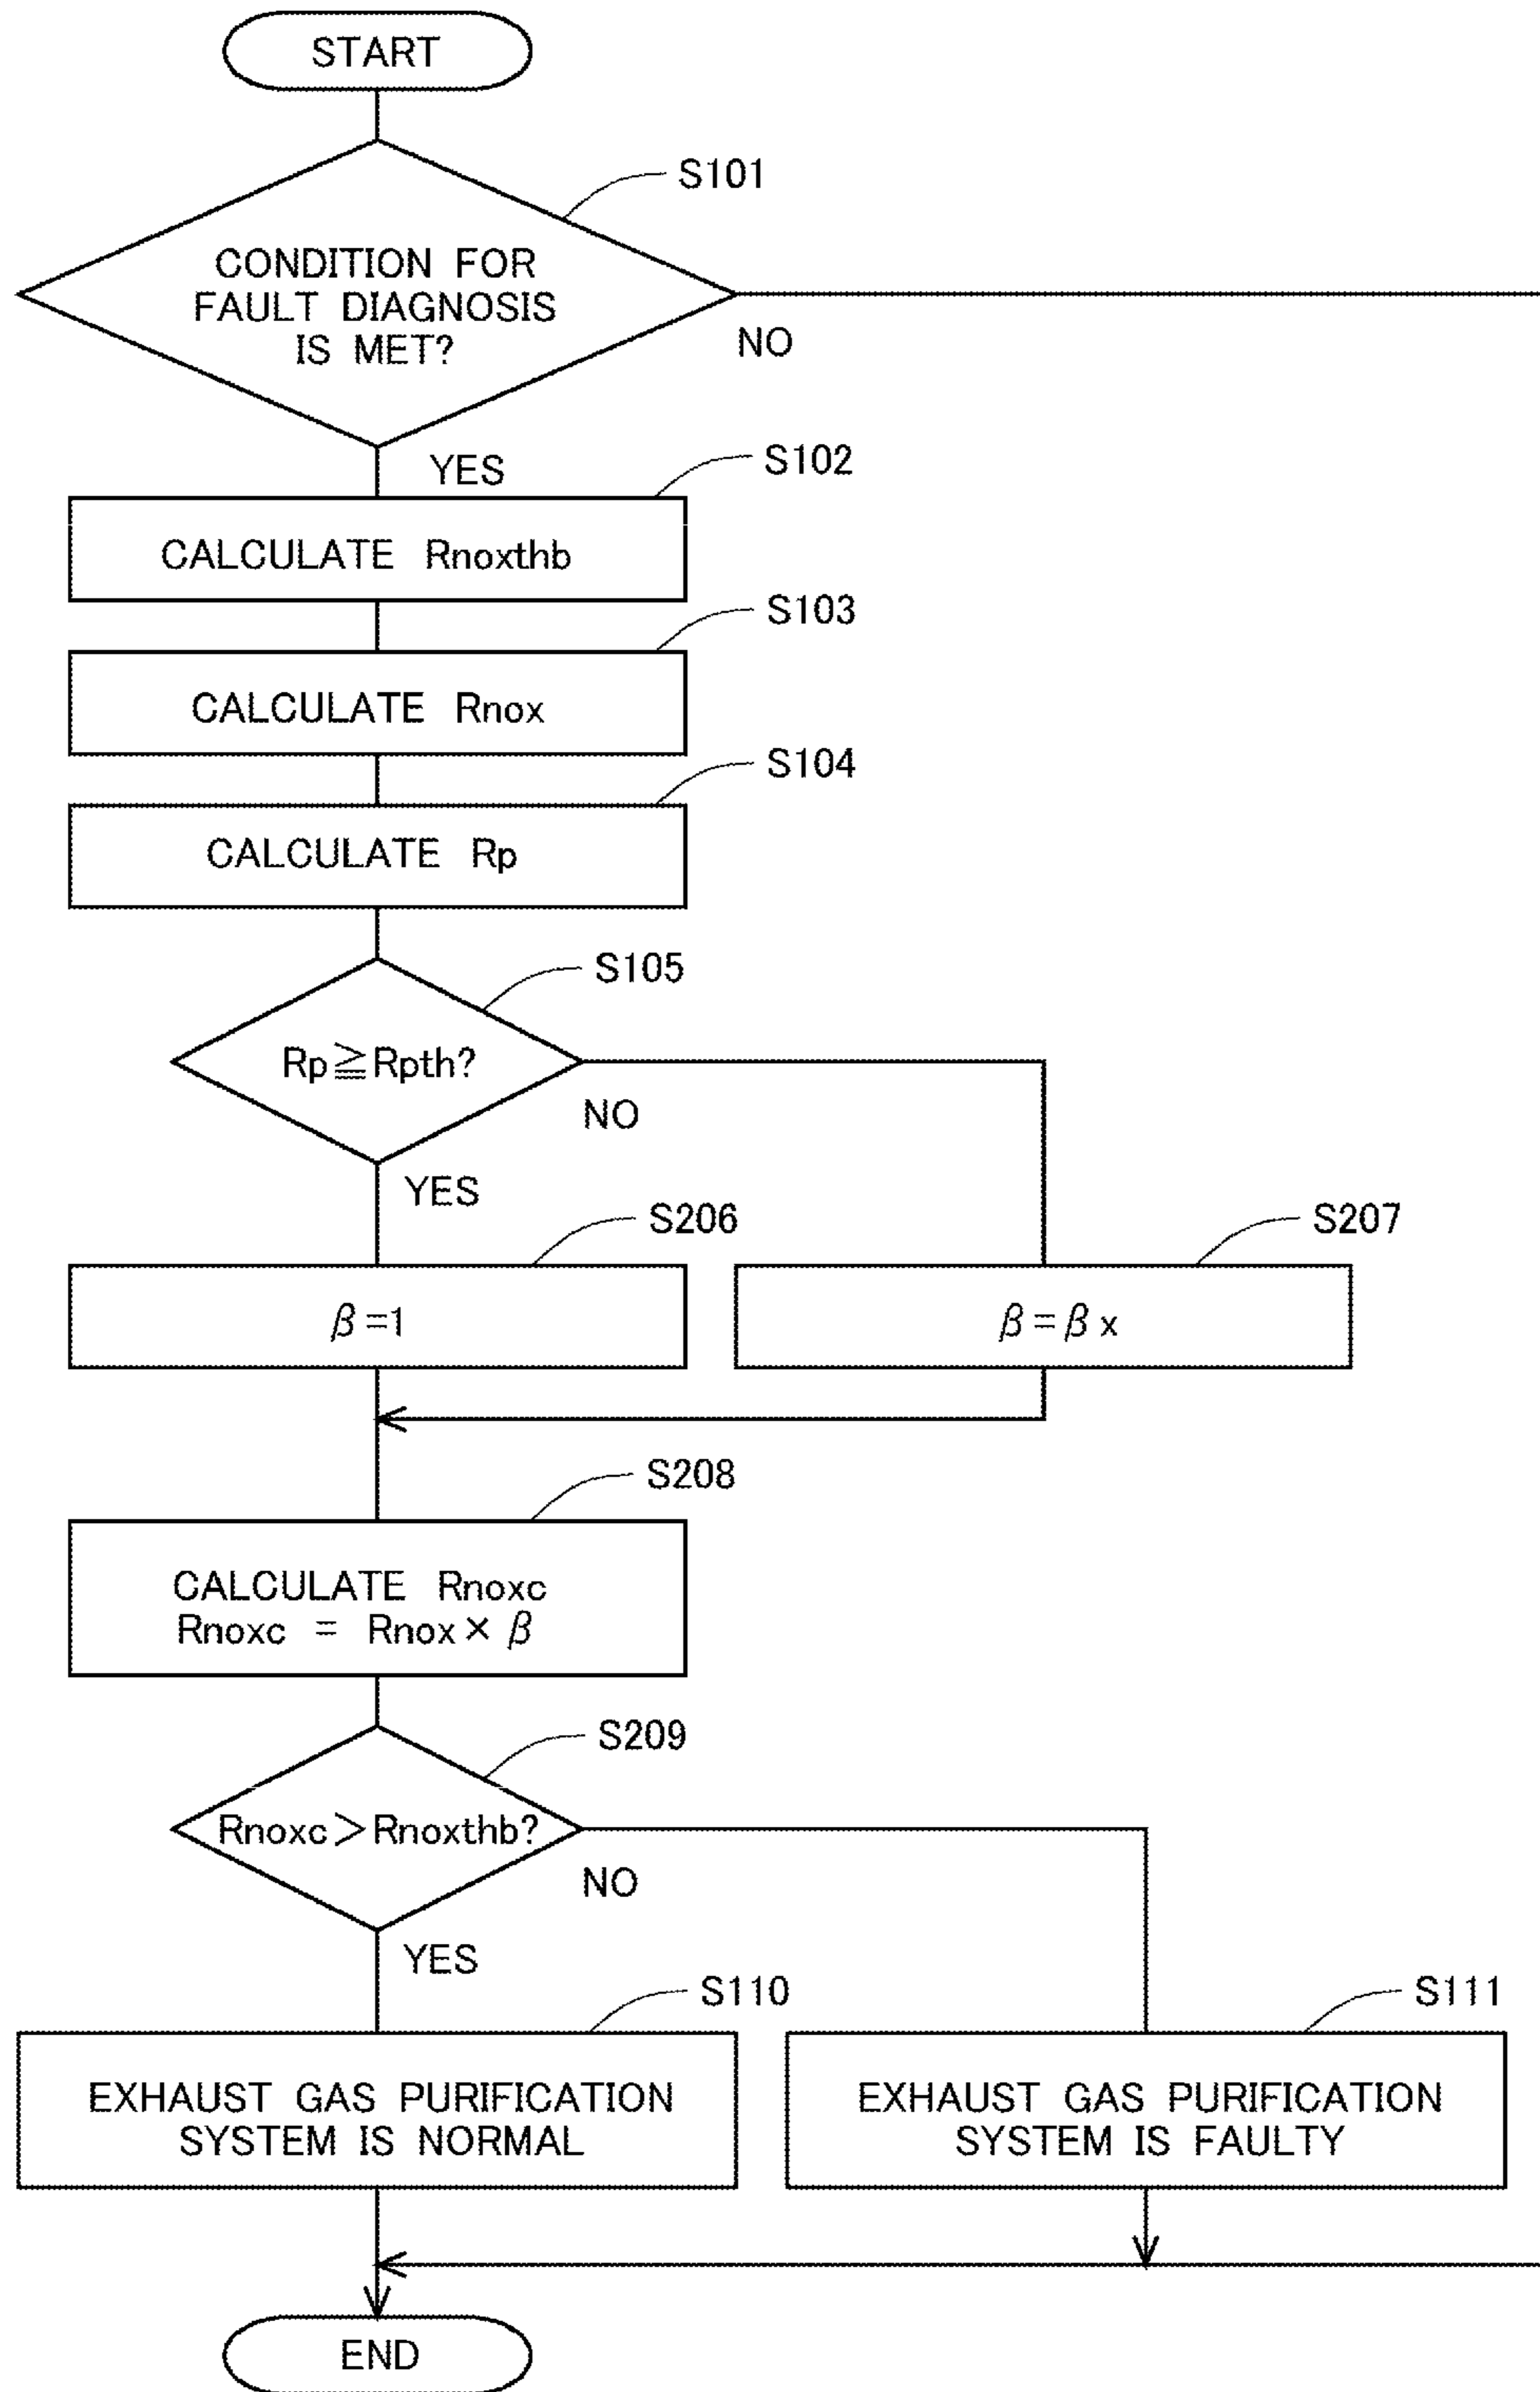 START
S101
CONDITION FOR
FAULT DIAGNOSIS
IS MET?
NO
YES
S102
CALCULATE Rnoxthb
S103
CALCULATE Rnox
S104
CALCULATE Rp
S105
Rp≧Rpth?
NO
YES
S206
β=1
S207
β=βx
S208
CALCULATE Rnoxc
Rnoxc = Rnox×β
S209
Rnoxc>Rnoxthb?
NO
YES
S110
EXHAUST GAS PURIFICATION
SYSTEM IS NORMAL
S111
EXHAUST GAS PURIFICATION
SYSTEM IS FAULTY
END